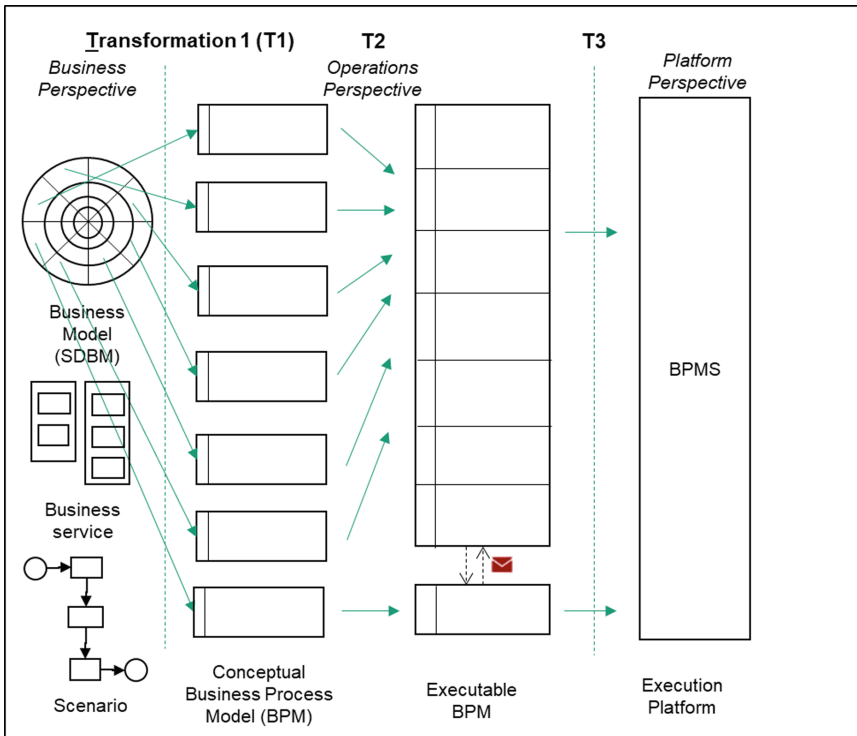 Transformation 1 (T1)
T2
T3
Business
Perspective
Operations
Perspective
Platform
Perspective
Business
Model
(SDBM)
BPMS
Business
service
Scenario
Conceptual
Business Process
Model (BPM)
Executable
BPM
Execution
Platform